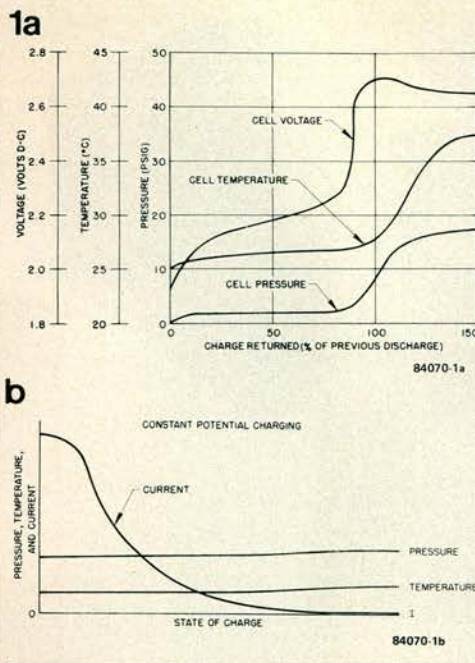 1a
2.8
2.6
2.4
2.2
2.0
1.8
VOLTAGE (VOLTS D-C)
45
40
35
30
25
20
TEMPERATURE (°C)
50
40
30
20
10
0
PRESSURE (PSIG)
CELL VOLTAGE
CELL TEMPERATURE
CELL PRESSURE
0
50
100
150
CHARGE RETURNED (% OF PREVIOUS DISCHARGE)
84070-1a
b
CONSTANT POTENTIAL CHARGING
PRESSURE, TEMPERATURE,
AND CURRENT
CURRENT
PRESSURE
TEMPERATURE
I
0
STATE OF CHARGE
84070-1b